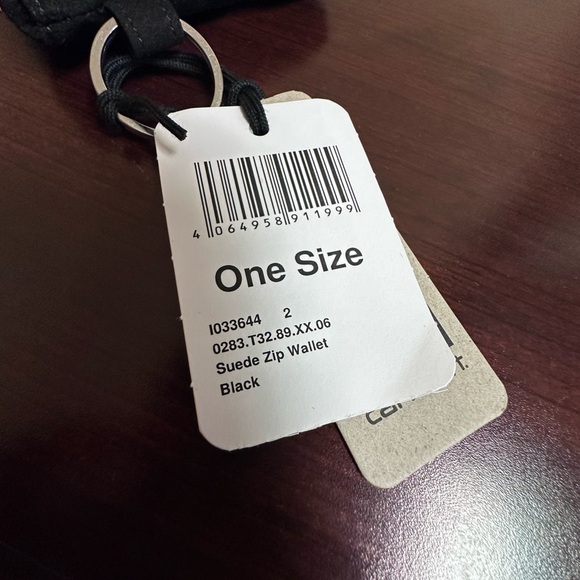 4 064958 911999
One Size
I033644 2
0283.T32.89.XX.06
Suede Zip Wallet
Black